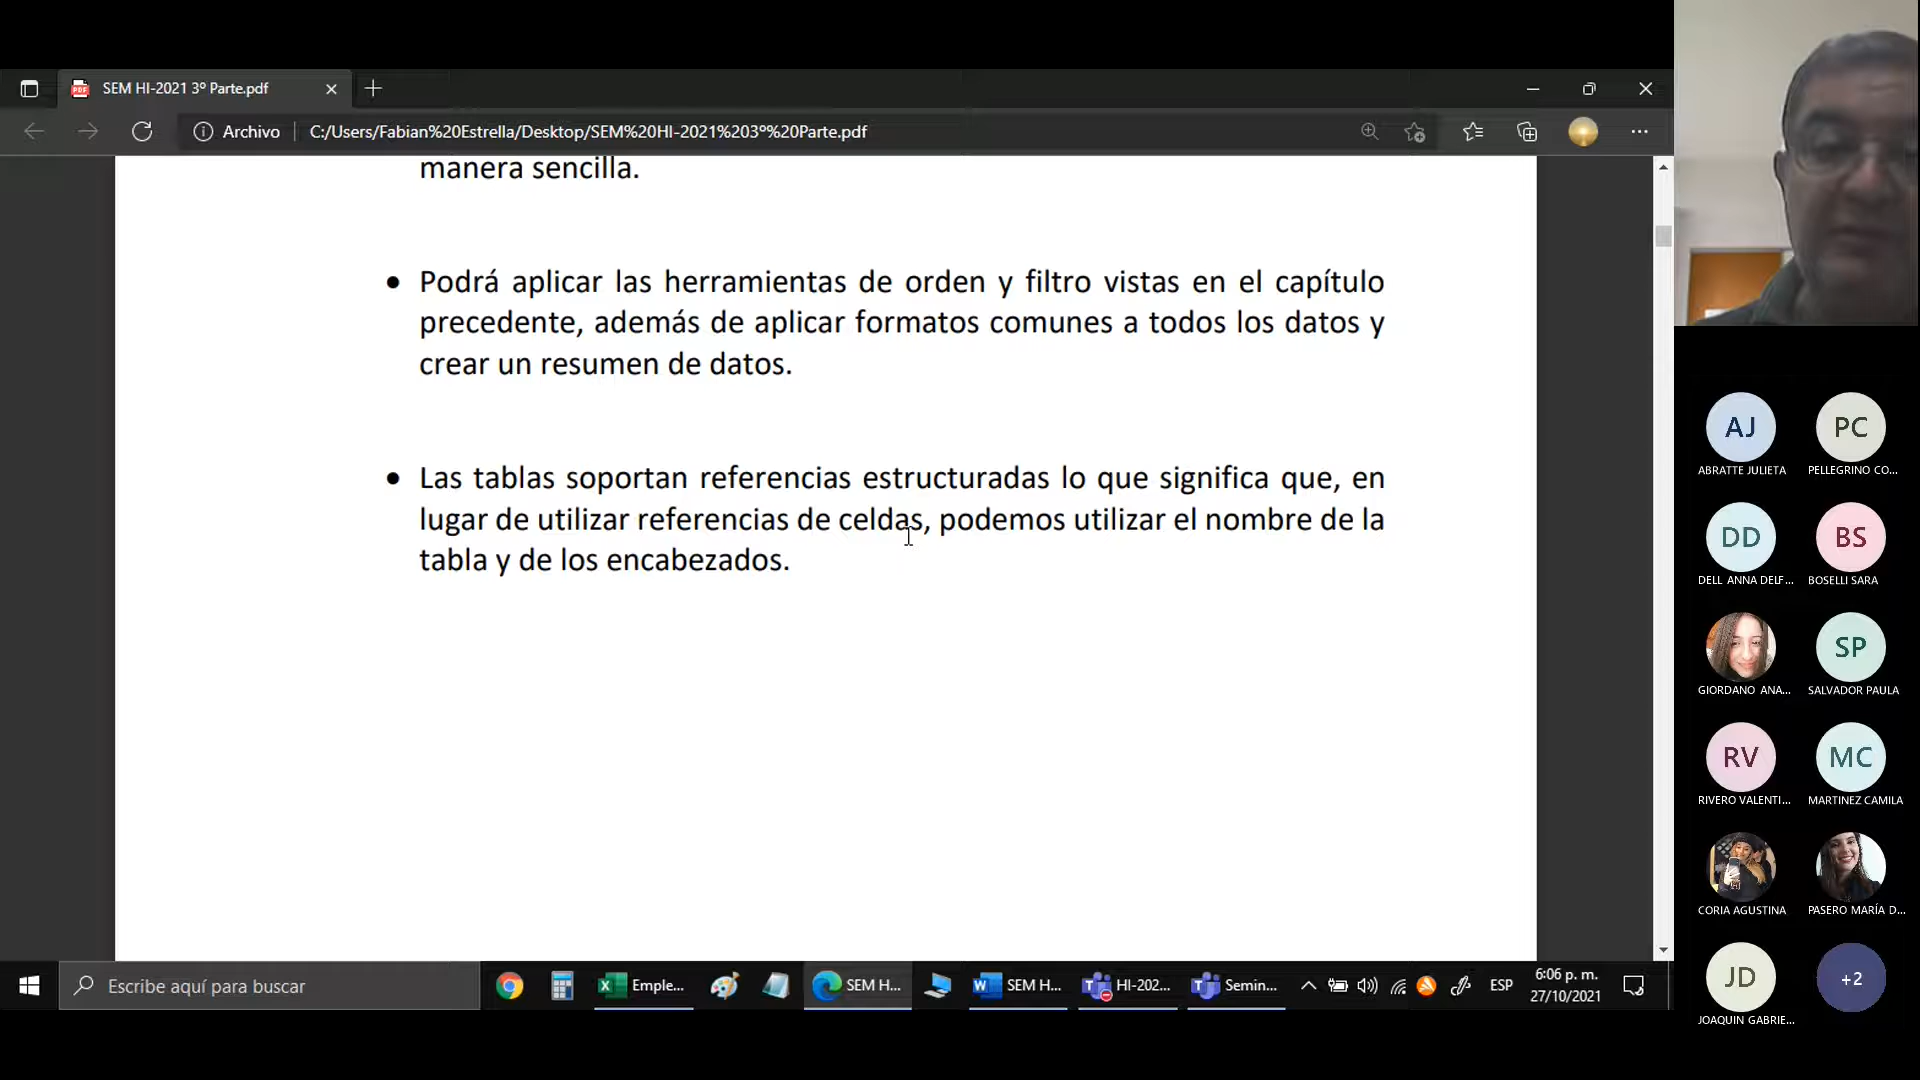 SEM HI-2021 3º Parte.pdf
Archivo
C:/Users/Fabian%20Estrella/Desktop/SEM%20HI-2021%203º%20Parte.pdf
manera sencilla.
• Podrá aplicar las herramientas de orden y filtro vistas en el capítulo
precedente, además de aplicar formatos comunes a todos los datos y
crear un resumen de datos.
• Las tablas soportan referencias estructuradas lo que significa que, en
lugar de utilizar referencias de celdas, podemos utilizar el nombre de la
tabla y de los encabezados.
AJ
PC
ABRATTE JULIETA
PELLEGRINO CO...
DD
BS
DELL ANNA DELF...
BOSELLI SARA
SP
GIORDANO ANA...
SALVADOR PAULA
RV
MC
RIVERO VALENTI...
MARTINEZ CAMILA
CORIA AGUSTINA
PASERO MARÍA D...
JD
+2
JOAQUIN GABRIE...
Escribe aquí para buscar
Emple...
SEM H...
SEM H...
HI-202...
Semin...
ESP
6:06 p. m.
27/10/2021